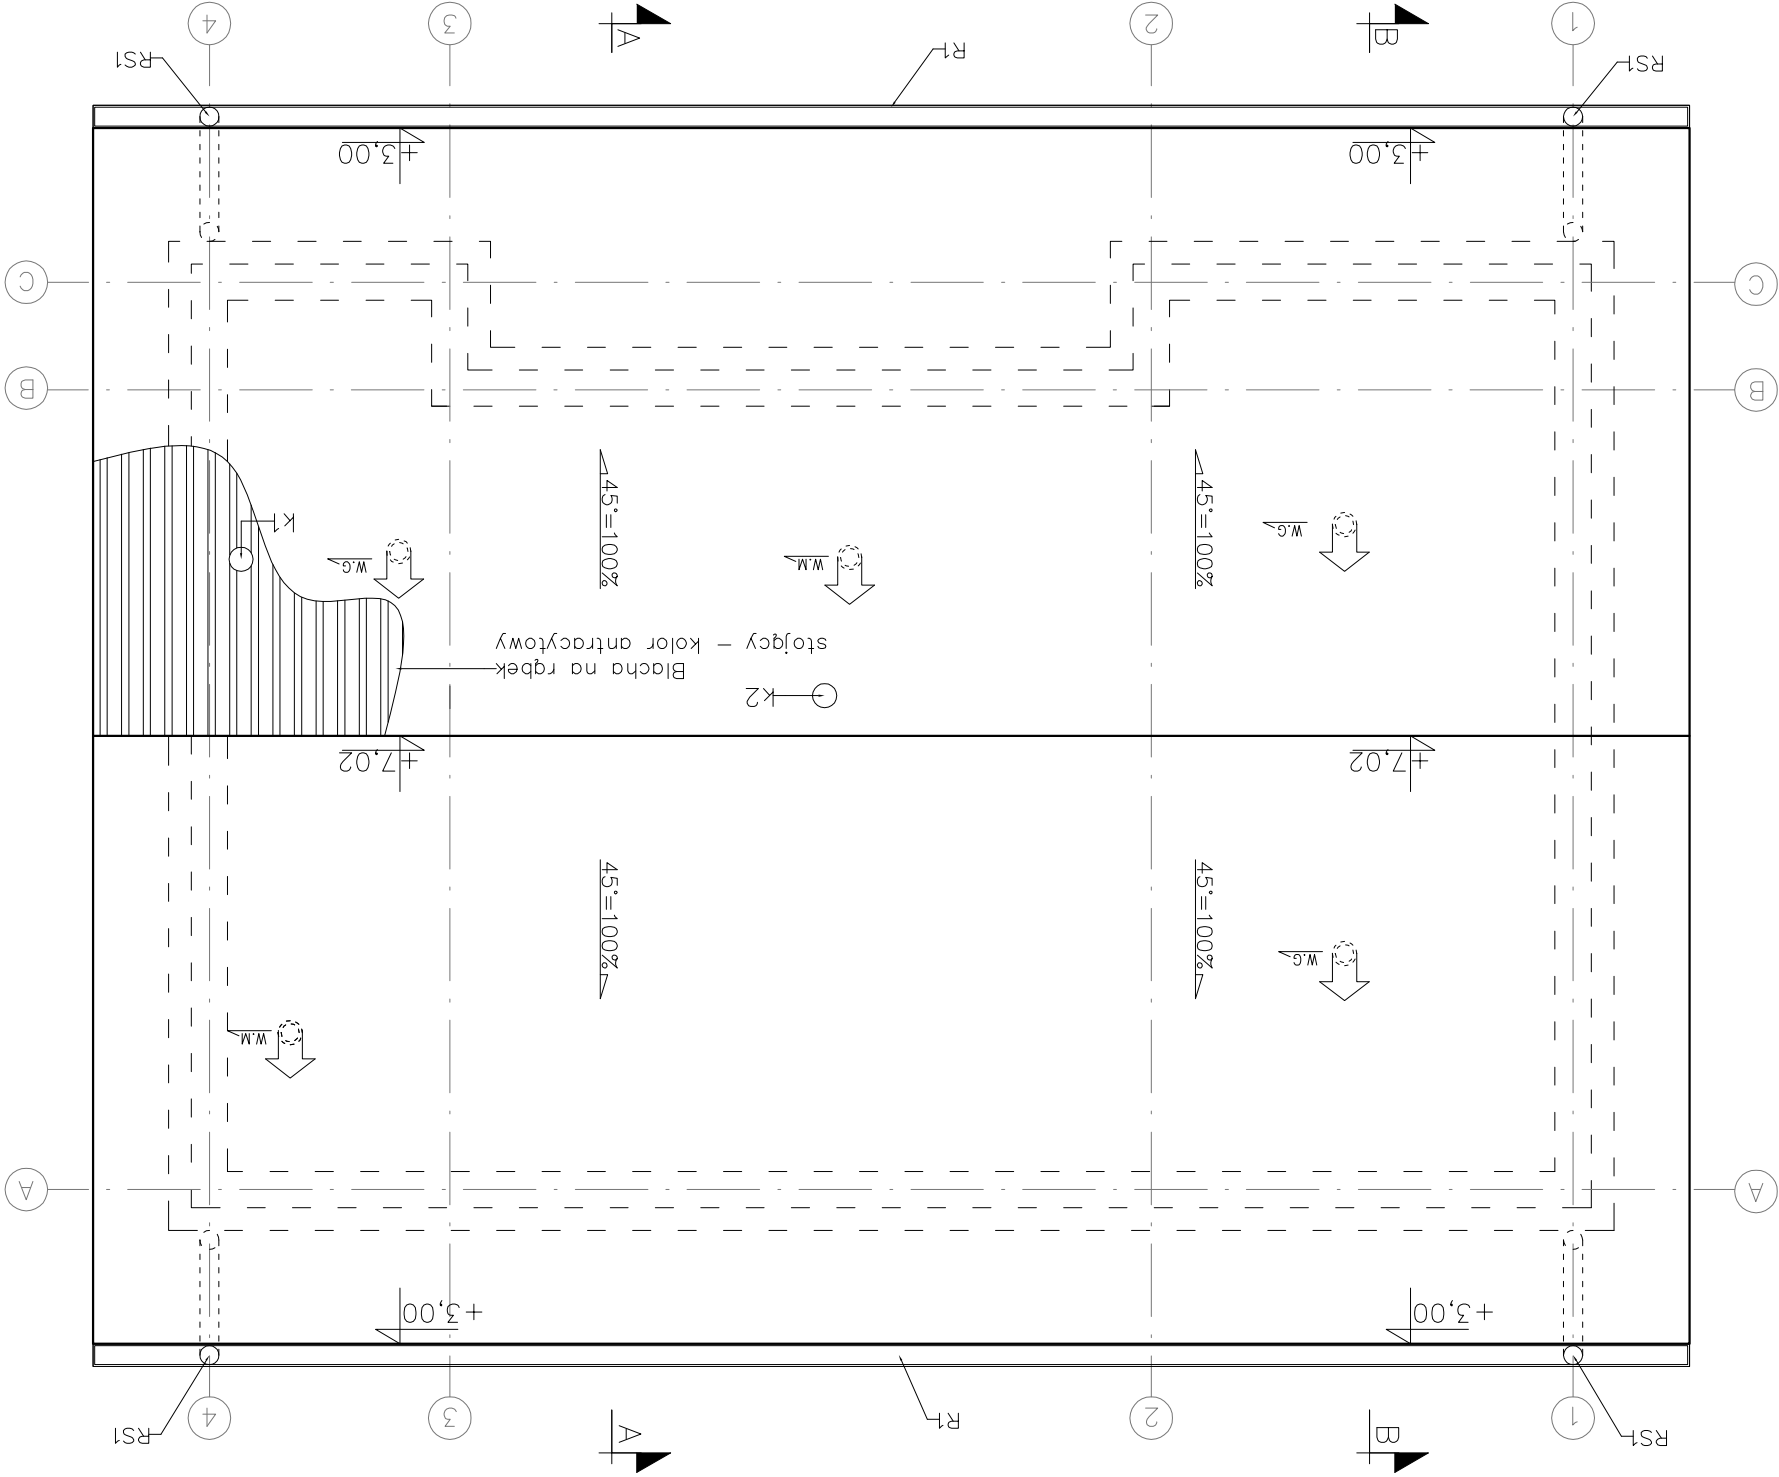 RS1
R1
RS1
1
B
2
A
3
4
+3,00
+3,00
A
A
W.M
W.G
45°=100%
45°=100%
+7,02
+7,02
k2
Blacha na rąbek
stojący – kolor antracytowy
W.M
W.G
W.G
k1
45°=100%
45°=100%
B
B
C
C
+3,00
+3,00
RS1
R1
RS1
1
B
2
A
3
4